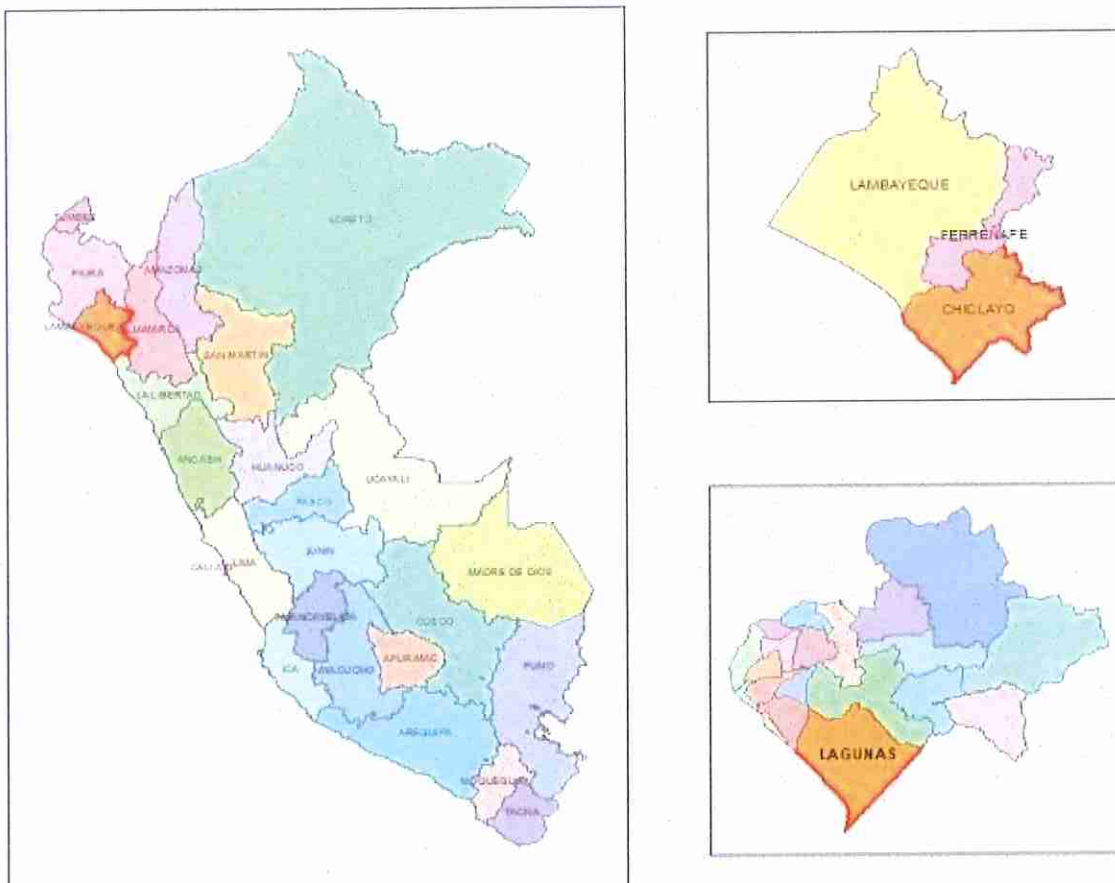 LORETO
TUMBES
PIURA
AMAZONAS
LAMBAYEQUE
SAN MARTIN
LA LIBERTAD
ANCASH
HUANUCO
UCAYALI
PASCO
JUNIN
LIMA
MADRE DE DIOS
CUSCO
ICA
APURIMAC
PUNO
AREQUIPA
MOQUEGUA
TACNA
LAMBAYEQUE
FERREÑAFE
CHICLAYO
LAGUNAS